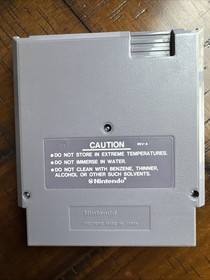 CAUTION REV-A
● DO NOT STORE IN EXTREME TEMPERATURES.
● DO NOT IMMERSE IN WATER.
● DO NOT CLEAN WITH BENZENE, THINNER,
ALCOHOL OR OTHER SUCH SOLVENTS.
Nintendo®
Nintendo